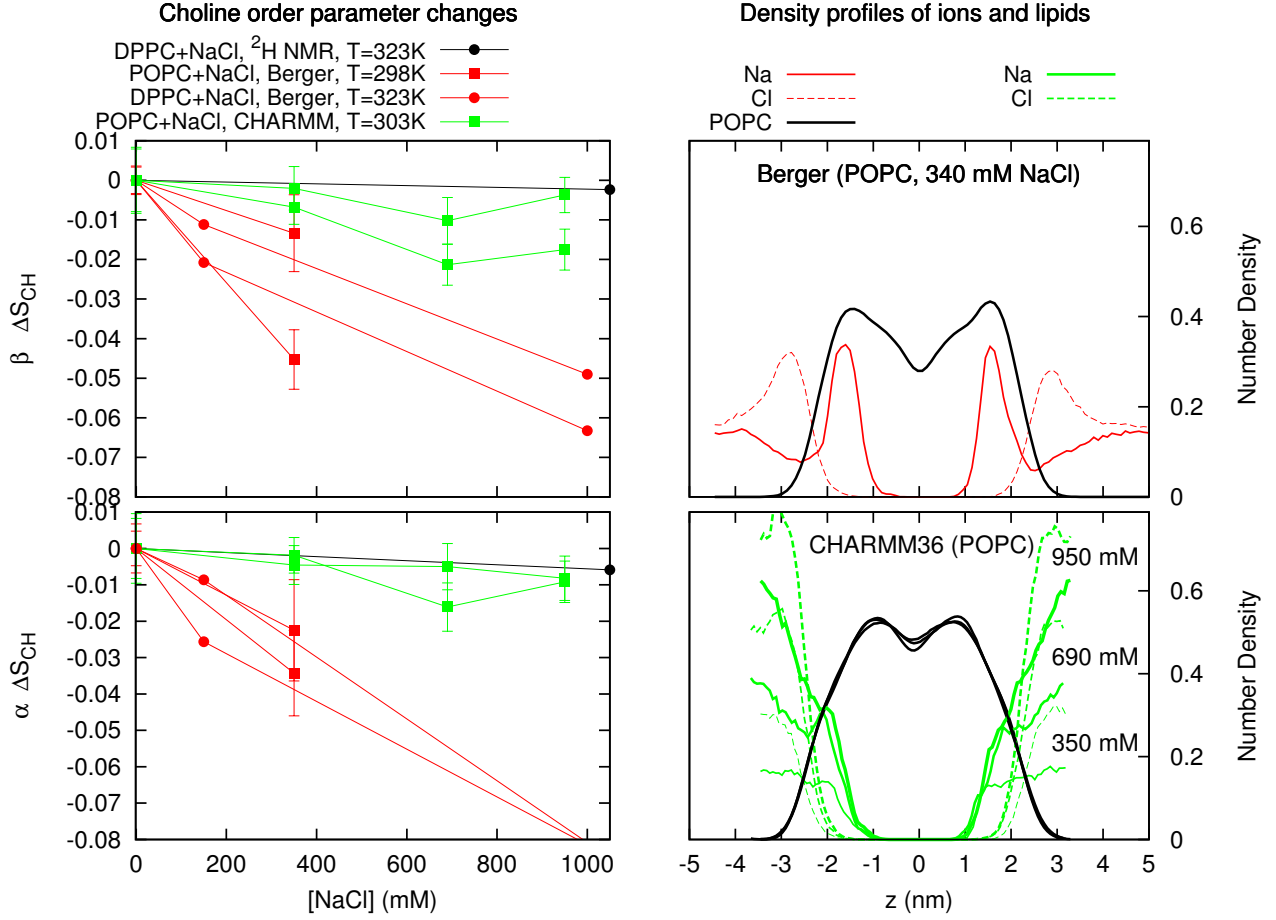 Choline order parameter changes
DPPC+NaCl, ²H NMR, T=323K
POPC+NaCl, Berger, T=298K
DPPC+NaCl, Berger, T=323K
POPC+NaCl, CHARMM, T=303K
0.01
0
-0.01
-0.02
-0.03
-0.04
-0.05
-0.06
-0.07
-0.08
β ΔS_CH
0.01
0
-0.01
-0.02
-0.03
-0.04
-0.05
-0.06
-0.07
-0.08
α ΔS_CH
0 200 400 600 800 1000
[NaCl] (mM)
Density profiles of ions and lipids
Na
Cl
POPC
Na
Cl
Berger (POPC, 340 mM NaCl)
0.6
0.4
0.2
0
Number Density
CHARMM36 (POPC)
950 mM
690 mM
350 mM
0.6
0.4
0.2
0
Number Density
-5 -4 -3 -2 -1 0 1 2 3 4 5
z (nm)